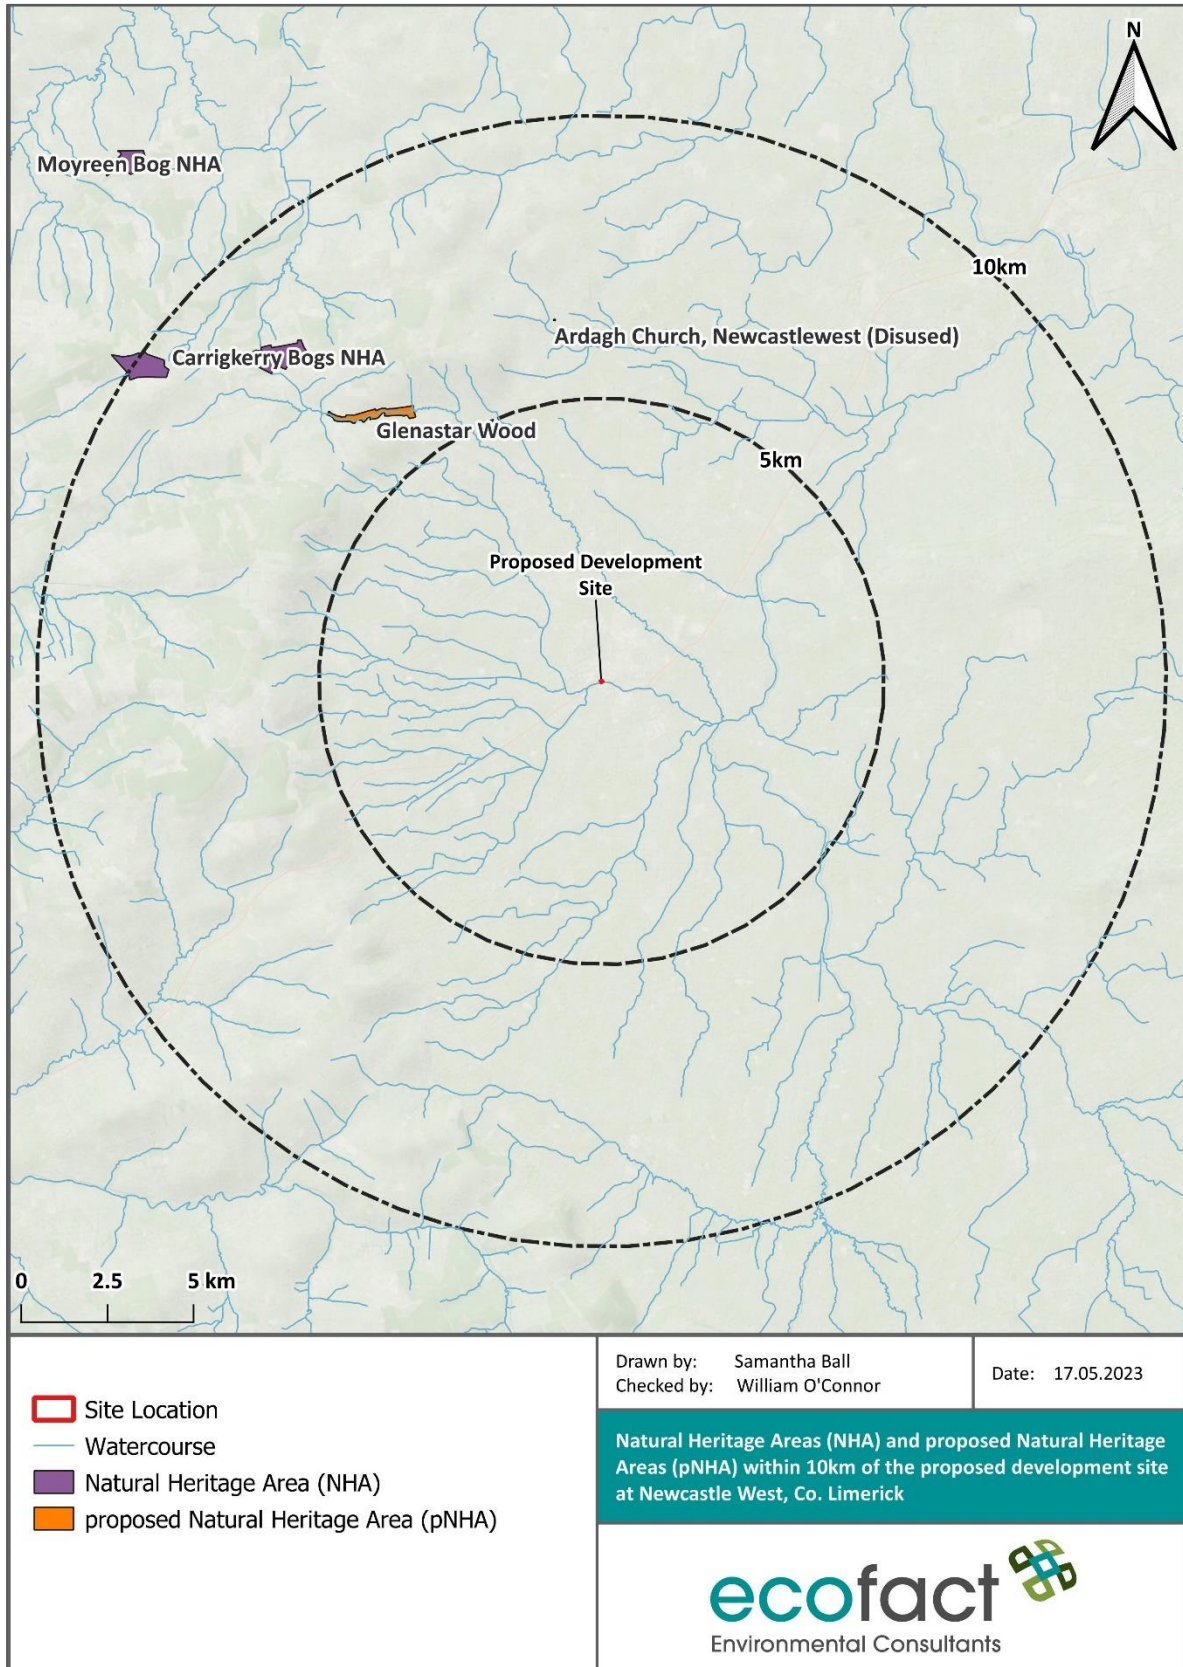 N
Moyreen Bog NHA
10km
Ardagh Church, Newcastlewest (Disused)
Carrigkerry Bogs NHA
Glenastar Wood
5km
Proposed Development
Site
0 2.5 5 km
Site Location
Watercourse
Natural Heritage Area (NHA)
proposed Natural Heritage Area (pNHA)
Drawn by: Samantha Ball
Checked by: William O'Connor
Date: 17.05.2023
Natural Heritage Areas (NHA) and proposed Natural Heritage
Areas (pNHA) within 10km of the proposed development site
at Newcastle West, Co. Limerick
ecofact
Environmental Consultants